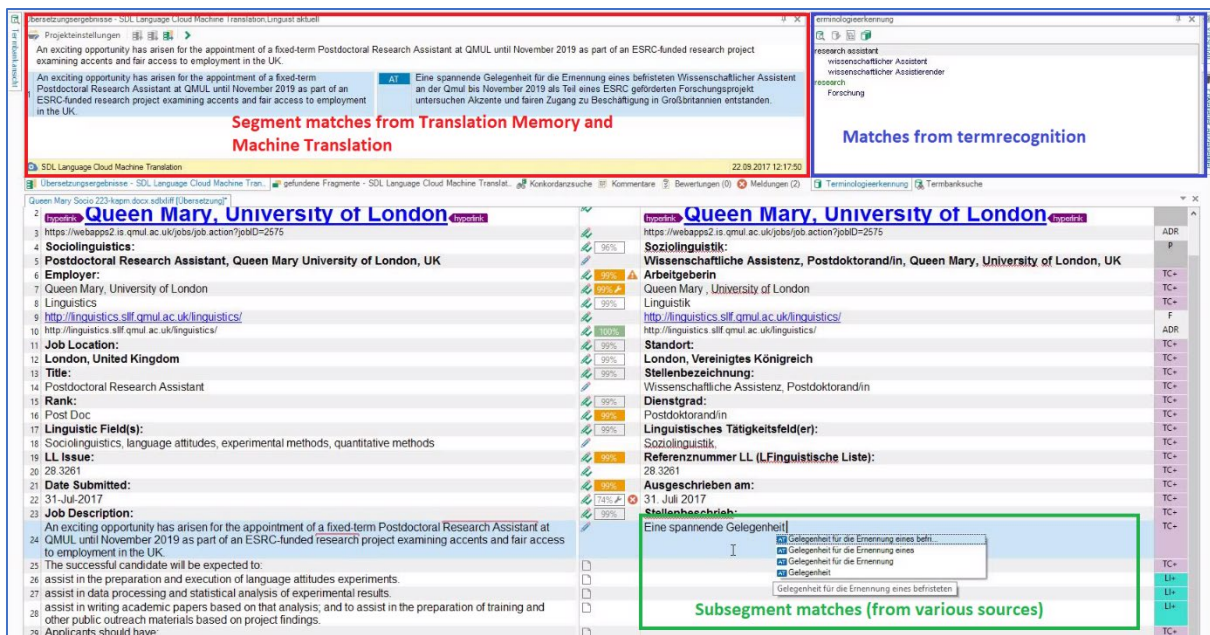 Übersetzungsergebnisse - SDL Language Cloud Machine Translation.Linguist aktuell
Projekteinstellungen
An exciting opportunity has arisen for the appointment of a fixed-term Postdoctoral Research Assistant at QMUL until November 2019 as part of an ESRC-funded research project
examining accents and fair access to employment in the UK.
1
An exciting opportunity has arisen for the appointment of a fixed-term
Postdoctoral Research Assistant at QMUL until November 2019 as part of an
ESRC-funded research project examining accents and fair access to employment
in the UK.
AT
Eine spannende Gelegenheit für die Ernennung eines befristeten Wissenschaftlicher Assistent
an der Qmul bis November 2019 als Teil eines ESRC geförderten Forschungsprojekt
untersuchen Akzente und fairen Zugang zu Beschäftigung in Großbritannien entstanden.
Segment matches from Translation Memory and
Machine Translation
SDL Language Cloud Machine Translation
22.09.2017 12:17:50
Termbankansicht
Terminologieerkennung
research assistant
wissenschaftlicher Assistent
wissenschaftlicher Assistierender
research
Forschung
Matches from termrecognition
Übersetzungsergebnisse - SDL Language Cloud Machine Tran..
gefundene Fragmente - SDL Language Cloud Machine Translat..
Konkordanzsuche
Kommentare
Bewertungen (0)
Meldungen (2)
Terminologieerkennung
Termbanksuche
Queen Mary Socio 223-kapm.docx.sdlxliff [Übersetzung]*
2 hyperlink Queen Mary, University of London hyperlink
hyperlink Queen Mary, University of London hyperlink
3 https://webapps2.is.qmul.ac.uk/jobs/job.action?jobID=2575
https://webapps2.is.qmul.ac.uk/jobs/job.action?jobID=2575 ADR
4 Sociolinguistics: 96% Soziolinguistik: P
5 Postdoctoral Research Assistant, Queen Mary University of London, UK
Wissenschaftliche Assistenz, Postdoktorand/in, Queen Mary, University of London, UK
6 Employer: 99% Arbeitgeberin TC+
7 Queen Mary, University of London 99% Queen Mary , University of London TC+
8 Linguistics 99% Linguistik TC+
9 http://linguistics.sllf.qmul.ac.uk/linguistics/ http://linguistics.sllf.qmul.ac.uk/linguistics/ F
10 http://linguistics.sllf.qmul.ac.uk/linguistics/ 100% http://linguistics.sllf.qmul.ac.uk/linguistics/ ADR
11 Job Location: 99% Standort: TC+
12 London, United Kingdom 99% London, Vereinigtes Königreich TC+
13 Title: 99% Stellenbezeichnung: TC+
14 Postdoctoral Research Assistant Wissenschaftliche Assistenz, Postdoktorand/in TC+
15 Rank: 99% Dienstgrad: TC+
16 Post Doc 99% Postdoktorand/in TC+
17 Linguistic Field(s): 99% Linguistisches Tätigkeitsfeld(er): TC+
18 Sociolinguistics, language attitudes, experimental methods, quantitative methods Soziolinguistik, TC+
19 LL Issue: 99% Referenznummer LL (LFinguistische Liste): TC+
20 28.3261 28.3261 TC+
21 Date Submitted: 99% Ausgeschrieben am: TC+
22 31-Jul-2017 74% 31. Juli 2017 TC+
23 Job Description: 99% Stellenbeschrieb: TC+
24 An exciting opportunity has arisen for the appointment of a fixed-term Postdoctoral Research Assistant at
QMUL until November 2019 as part of an ESRC-funded research project examining accents and fair access
to employment in the UK.
Eine spannende Gelegenheit TC+
AT Gelegenheit für die Ernennung eines befri...
AT Gelegenheit für die Ernennung eines
AT Gelegenheit für die Ernennung
AT Gelegenheit
Gelegenheit für die Ernennung eines befristeten
Subsegment matches (from various sources)
25 The successful candidate will be expected to: TC+
26 assist in the preparation and execution of language attitudes experiments. LI+
27 assist in data processing and statistical analysis of experimental results. LI+
28 assist in writing academic papers based on that analysis; and to assist in the preparation of training and
other public outreach materials based on project findings. LI+
29 Applicants should have: TC+